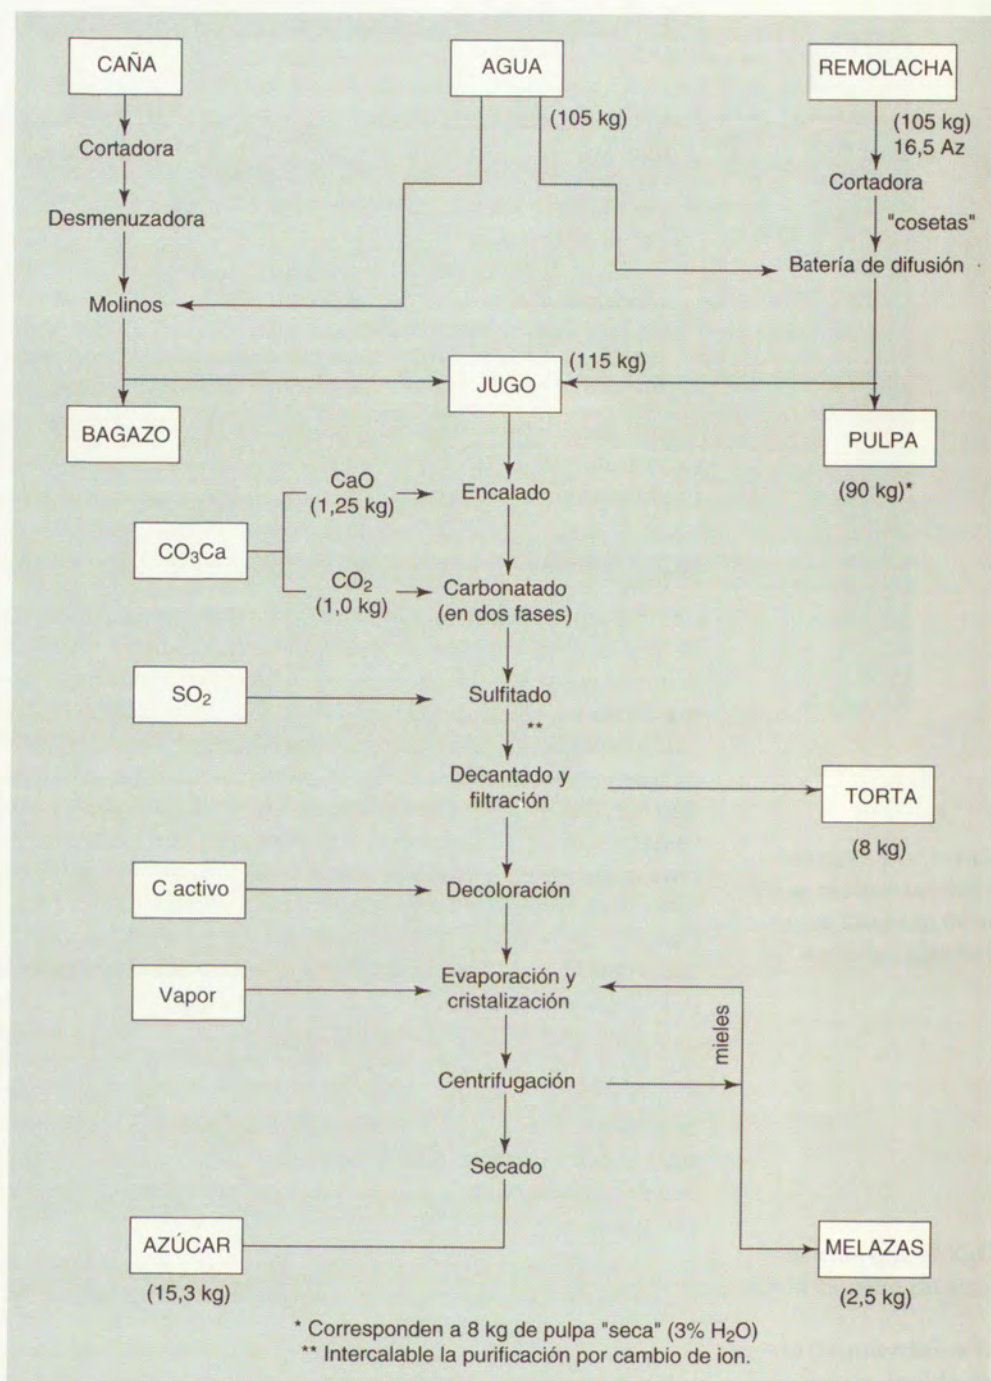 CAÑA
AGUA
REMOLACHA
(105 kg)
(105 kg)
16,5 Az
Cortadora
Cortadora
Desmenuzadora
"cosetas"
Batería de difusión
Molinos
(115 kg)
JUGO
BAGAZO
PULPA
(90 kg)*
CaO
(1,25 kg)
Encalado
CO₃Ca
CO₂
(1,0 kg)
Carbonatado
(en dos fases)
SO₂
Sulfitado
**
Decantado y
filtración
TORTA
(8 kg)
C activo
Decoloración
Vapor
Evaporación y
cristalización
mieles
Centrifugación
Secado
AZÚCAR
(15,3 kg)
MELAZAS
(2,5 kg)
* Corresponden a 8 kg de pulpa "seca" (3% H₂O)
** Intercalable la purificación por cambio de ion.